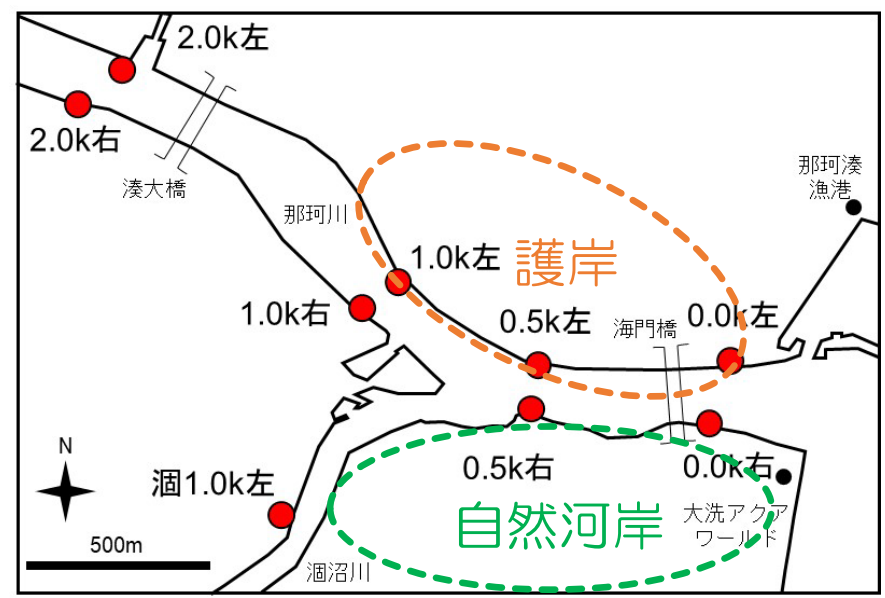 2.0k左
2.0k右
湊大橋
那珂川
那珂湊
漁港
1.0k左
護岸
1.0k右
0.5k左
海門橋
0.0k左
N
涸1.0k左
0.5k右
0.0k右
自然河岸
大洗アクア
ワールド
500m
涸沼川